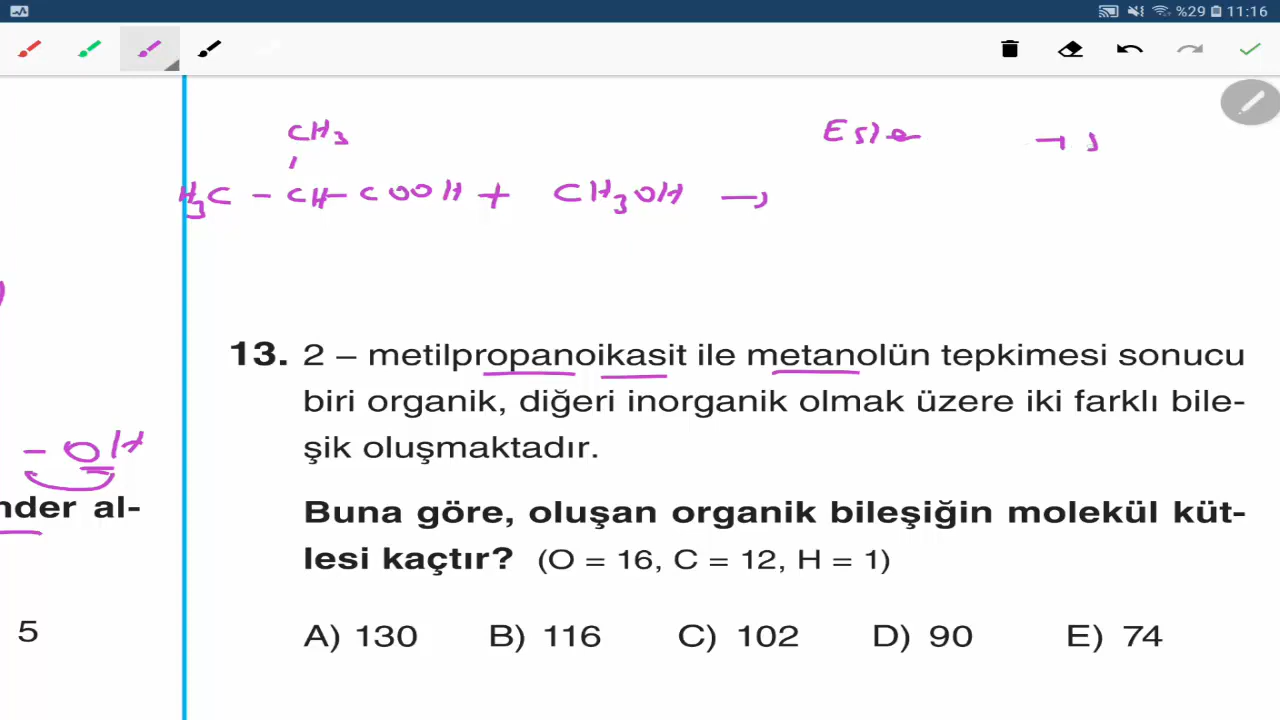 %29 11:16
CH3
H3C - CH - COOH + CH3OH →
- OH
nder al-
5
13. 2 – metilpropanoikasit ile metanolün tepkimesi sonucu
biri organik, diğeri inorganik olmak üzere iki farklı bile-
şik oluşmaktadır.
Buna göre, oluşan organik bileşiğin molekül küt-
lesi kaçtır? (O = 16, C = 12, H = 1)
A) 130 B) 116 C) 102 D) 90 E) 74